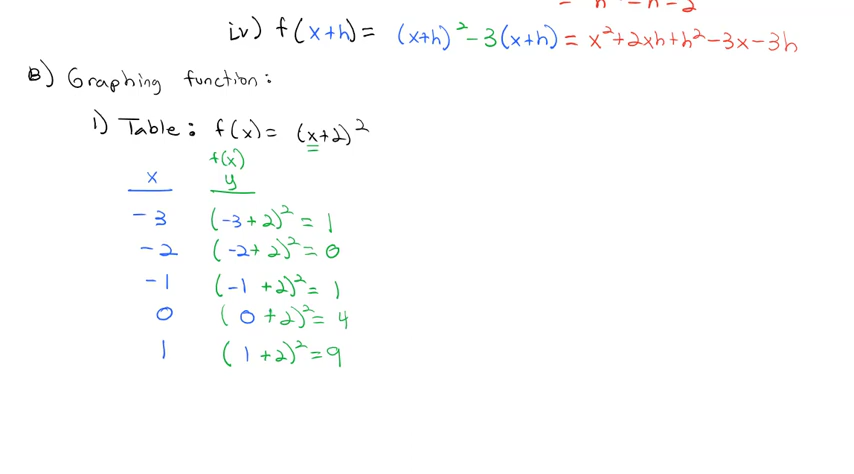 = h² - h - 2
iv) f(x+h) = (x+h)² - 3(x+h) = x² + 2xh + h² - 3x - 3h
B) Graphing function:
i) Table: f(x) = (x+2)²
f(x)
x y
-3 (-3+2)² = 1
-2 (-2+2)² = 0
-1 (-1+2)² = 1
0 (0+2)² = 4
1 (1+2)² = 9